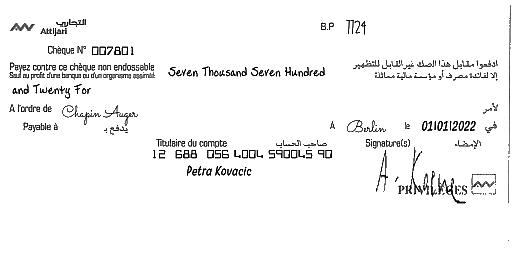 التجاري
Attijari
B.P 7724
Chèque N° 007801
Payez contre ce chèque non endossable
Sauf au profit d'une banque ou d'un organisme assimilé
Seven Thousand Seven Hundred
ادفعوا مقابل هذا الصك غير القابل للتظهير
إلا لفائدة مصرف أو مؤسسة مالية مماثلة
and Twenty For
A l'ordre de Chapin Auger لأمر
Payable à يدفع بـ
A Berlin le 01/01/2022 في
Titulaire du compte صاحب الحساب
Signature(s) الإمضاء
12 688 056 4004 590045 90
Petra Kovacic
PRIVILEGES